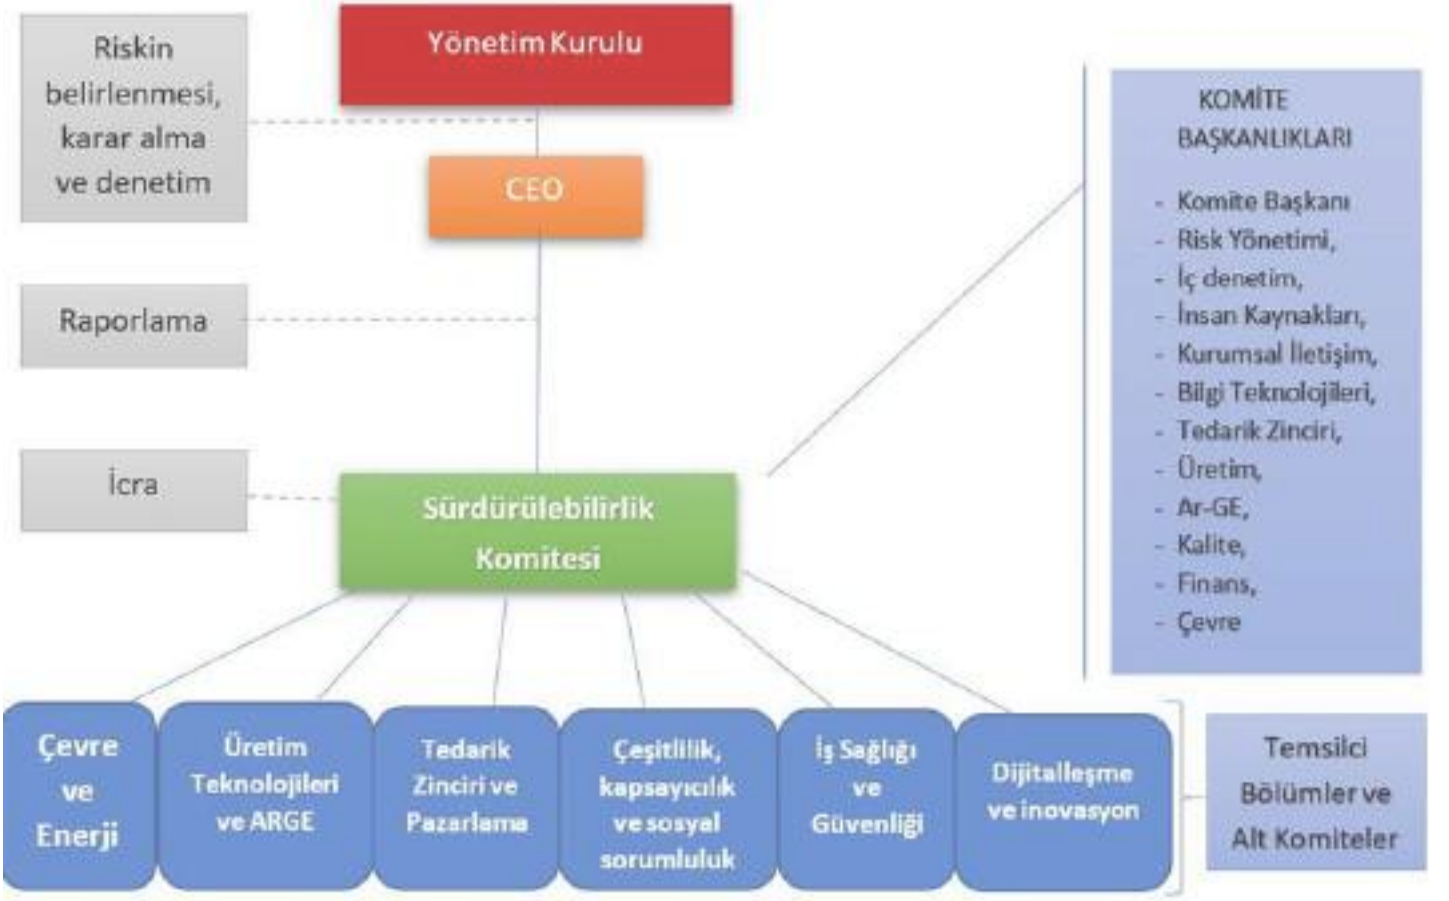 Riskin
belirlenmesi,
karar alma
ve denetim
Yönetim Kurulu
CEO
Raporlama
İcra
Sürdürülebilirlik
Komitesi
KOMİTE
BAŞKANLIKLARI
- Komite Başkanı
- Risk Yönetimi,
- İç denetim,
- İnsan Kaynakları,
- Kurumsal İletişim,
- Bilgi Teknolojileri,
- Tedarik Zinciri,
- Üretim,
- Ar-GE,
- Kalite,
- Finans,
- Çevre
Çevre
ve
Enerji
Üretim
Teknolojileri
ve ARGE
Tedarik
Zinciri ve
Pazarlama
Çeşitlilik,
kapsayıcılık
ve sosyal
sorumluluk
İş Sağlığı
ve
Güvenliği
Dijitalleşme
ve inovasyon
Temsilci
Bölümler ve
Alt Komiteler